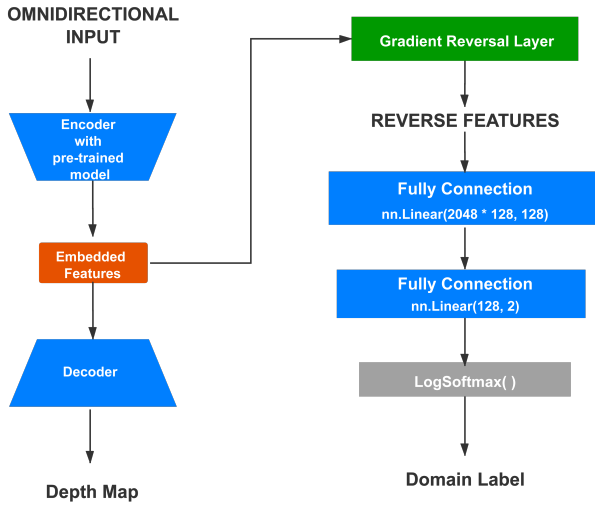 OMNIDIRECTIONAL
INPUT
Encoder
with
pre-trained
model
Embedded
Features
Decoder
Depth Map
Gradient Reversal Layer
REVERSE FEATURES
Fully Connection
nn.Linear(2048 * 128, 128)
Fully Connection
nn.Linear(128, 2)
LogSoftmax( )
Domain Label